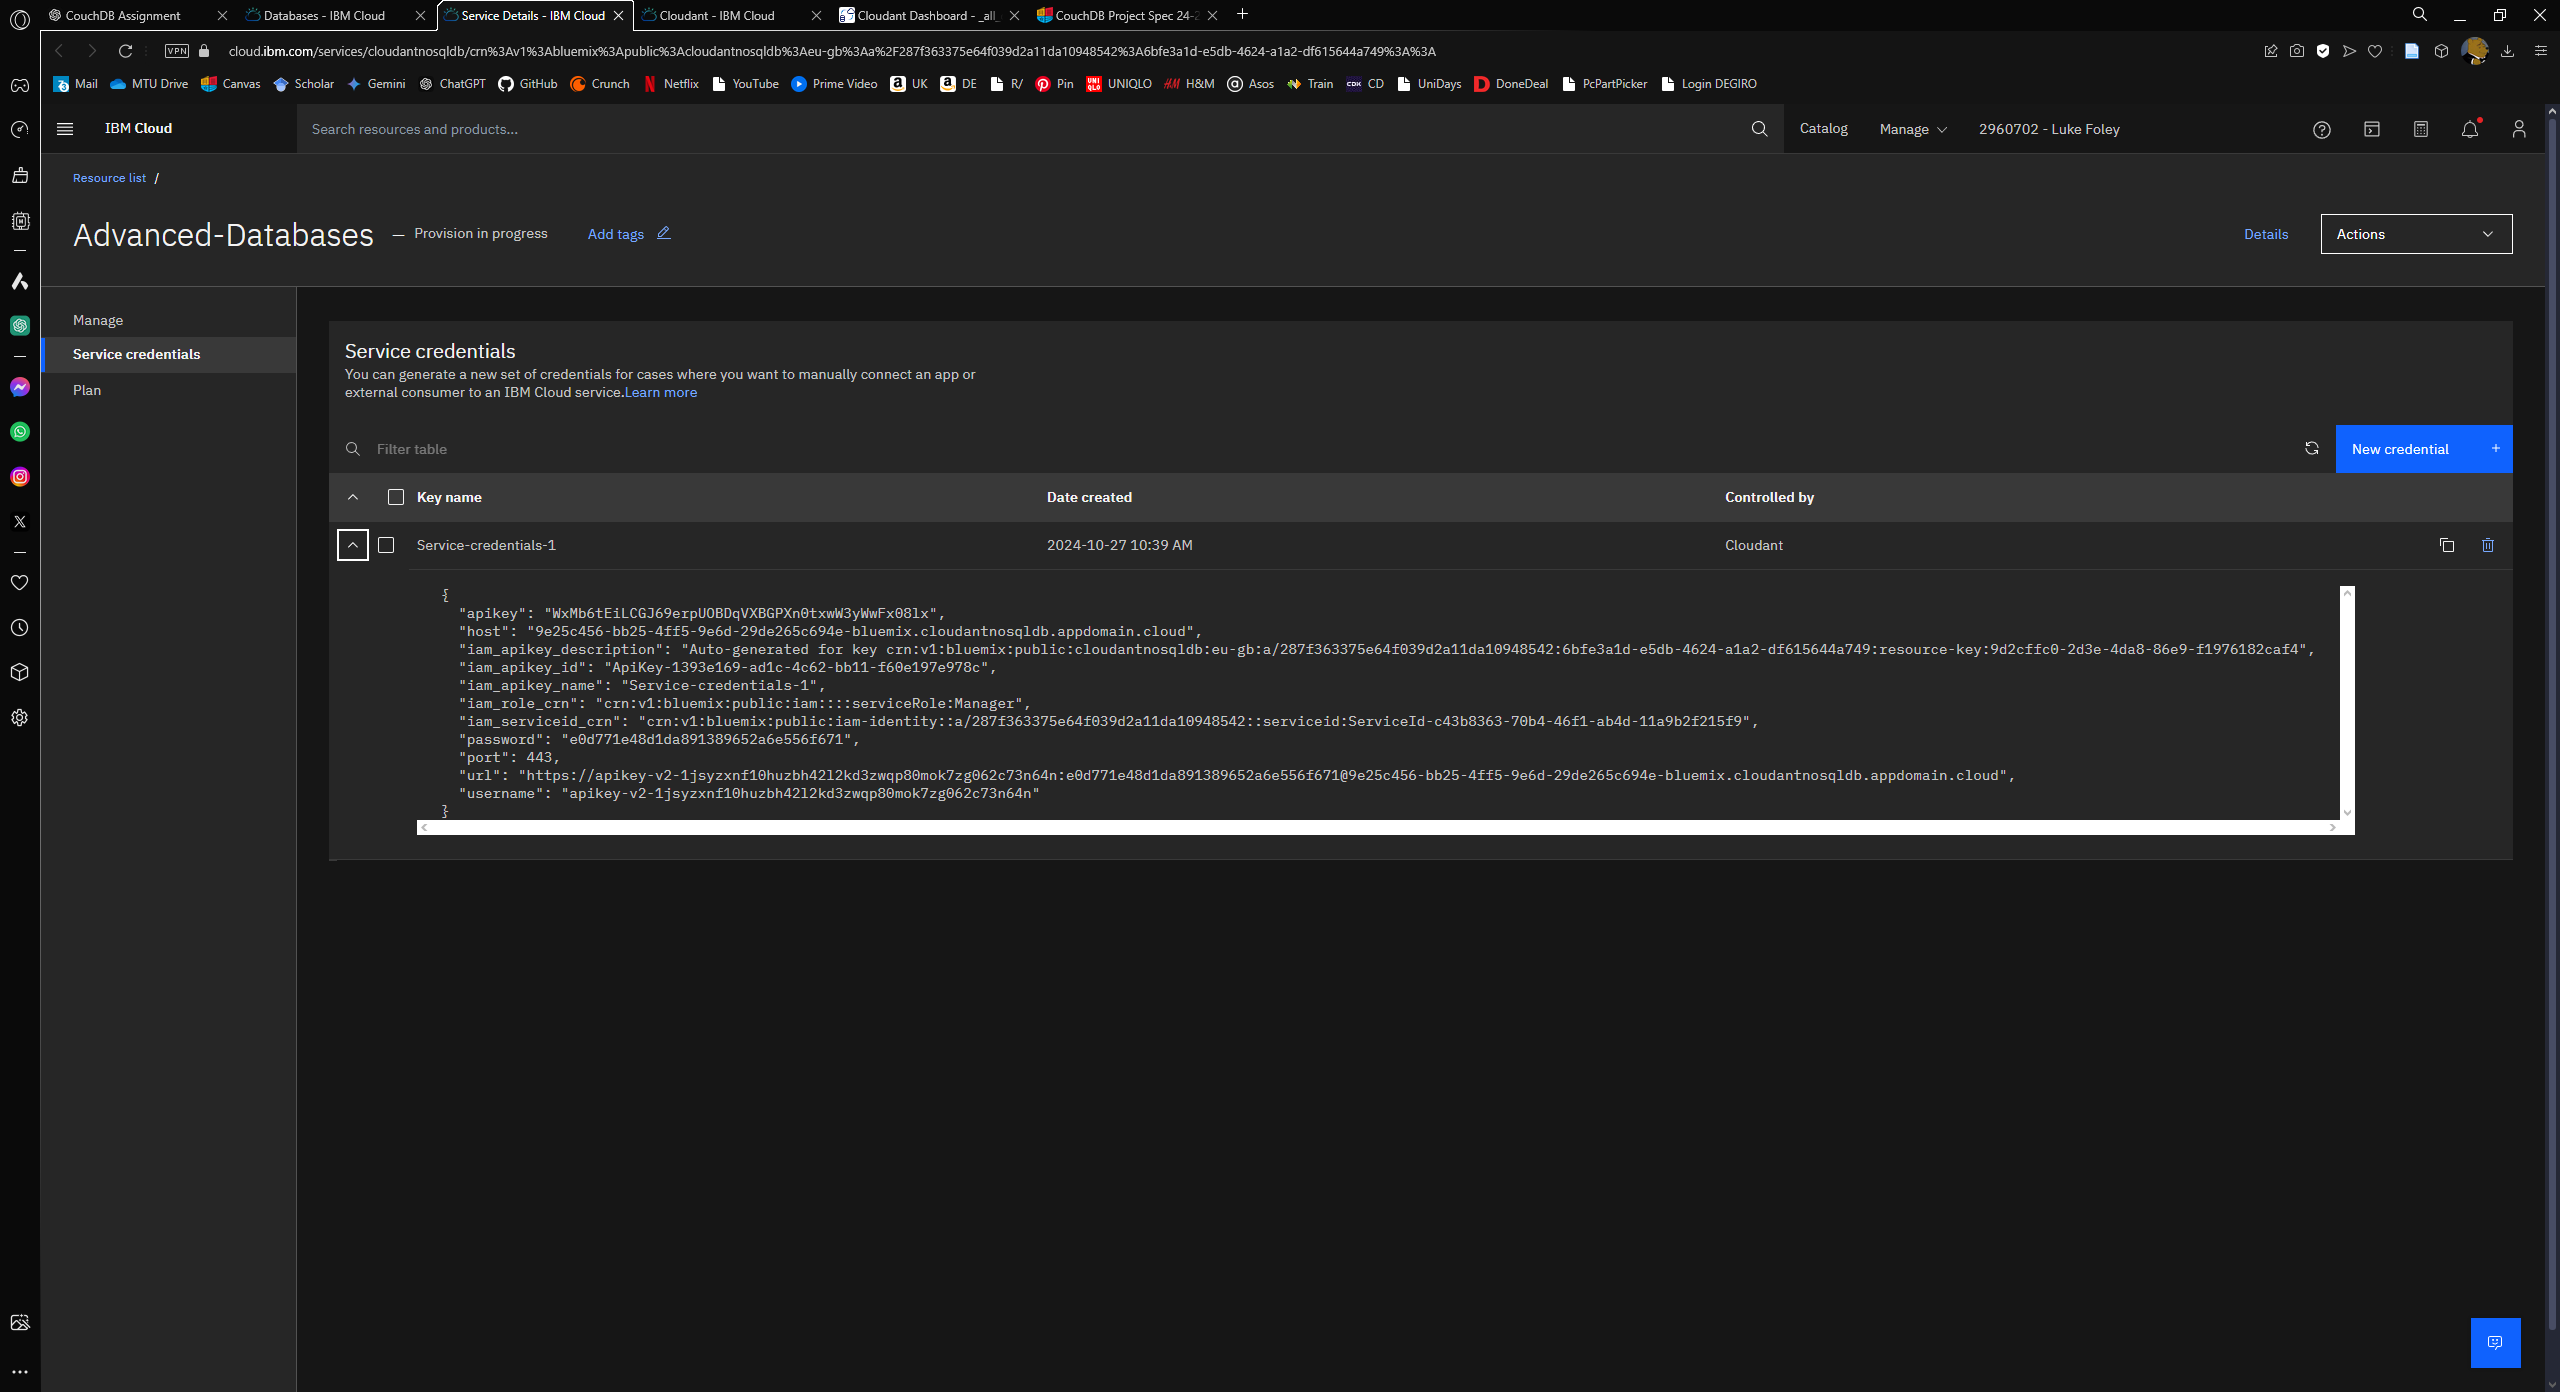 CouchDB Assignment
Databases - IBM Cloud
Service Details - IBM Cloud
Cloudant - IBM Cloud
Cloudant Dashboard - _all_
CouchDB Project Spec 24-2
VPN
cloud.ibm.com/services/cloudantnosqldb/crn%3Av1%3Abluemix%3Apublic%3Acloudantnosqldb%3Aeu-gb%3Aa%2F287f363375e64f039d2a11da10948542%3A6bfe3a1d-e5db-4624-a1a2-df615644a749%3A%3A
Mail
MTU Drive
Canvas
Scholar
Gemini
ChatGPT
GitHub
Crunch
Netflix
YouTube
Prime Video
UK
DE
R/
Pin
UNIQLO
H&M
Asos
Train
CD
UniDays
DoneDeal
PcPartPicker
Login DEGIRO
IBM Cloud
Search resources and products...
Catalog
Manage
2960702 - Luke Foley
Resource list /
Advanced-Databases
Provision in progress
Add tags
Details
Actions
Manage
Service credentials
Plan
Service credentials
You can generate a new set of credentials for cases where you want to manually connect an app or
external consumer to an IBM Cloud service.Learn more
Filter table
New credential +
Key name
Date created
Controlled by
Service-credentials-1
2024-10-27 10:39 AM
Cloudant
{
"apikey": "WxMb6tEiLCGJ69erpUOBDqVXBGPXn0txwW3yWwFx08lx",
"host": "9e25c456-bb25-4ff5-9e6d-29de265c694e-bluemix.cloudantnosqldb.appdomain.cloud",
"iam_apikey_description": "Auto-generated for key crn:v1:bluemix:public:cloudantnosqldb:eu-gb:a/287f363375e64f039d2a11da10948542:6bfe3a1d-e5db-4624-a1a2-df615644a749:resource-key:9d2cffc0-2d3e-4da8-86e9-f1976182caf4",
"iam_apikey_id": "ApiKey-1393e169-ad1c-4c62-bb11-f60e197e978c",
"iam_apikey_name": "Service-credentials-1",
"iam_role_crn": "crn:v1:bluemix:public:iam::::serviceRole:Manager",
"iam_serviceid_crn": "crn:v1:bluemix:public:iam-identity::a/287f363375e64f039d2a11da10948542::serviceid:ServiceId-c43b8363-70b4-46f1-ab4d-11a9b2f215f9",
"password": "e0d771e48d1da891389652a6e556f671",
"port": 443,
"url": "https://apikey-v2-1jsyzxnf10huzbh42l2kd3zwqp80mok7zg062c73n64n:e0d771e48d1da891389652a6e556f671@9e25c456-bb25-4ff5-9e6d-29de265c694e-bluemix.cloudantnosqldb.appdomain.cloud",
"username": "apikey-v2-1jsyzxnf10huzbh42l2kd3zwqp80mok7zg062c73n64n"
}